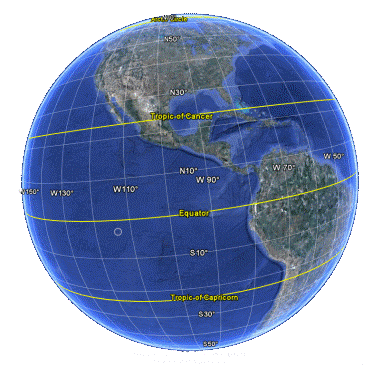 Arctic Circle
N50°
N30°
Tropic of Cancer
N10°
W 50°
W 70°
W 90°
W110°
W130°
W150°
Equator
S10°
Tropic of Capricorn
S30°
S50°